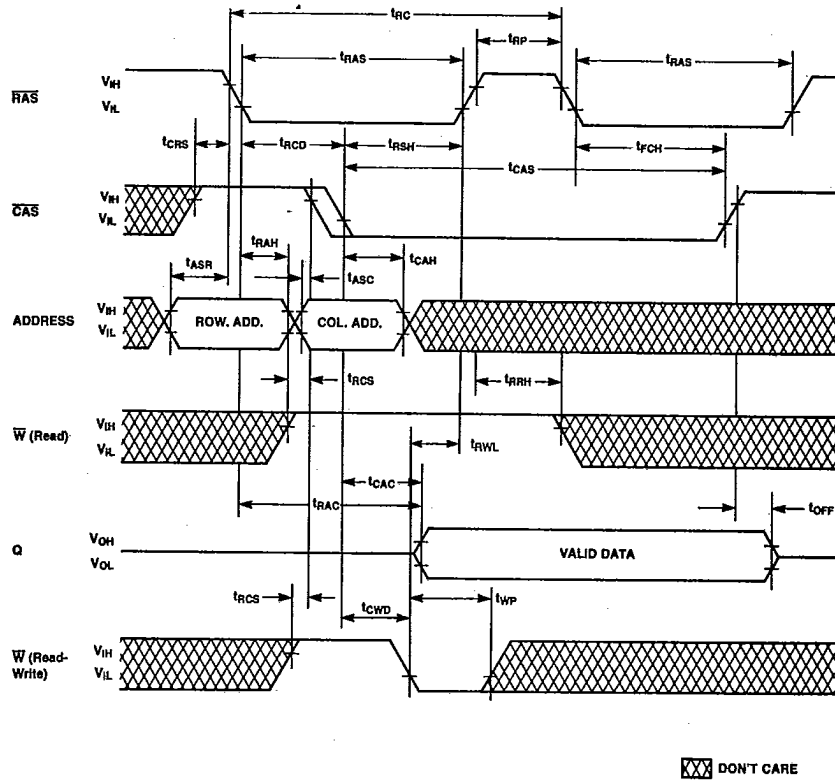 tRC
tRP
tRAS
tRAS
RAS
VIH
VIL
tCRS
tRCD
tRSH
tFCH
tCAS
CAS
VIH
VIL
tRAH
tCAH
tASR
tASC
ADDRESS
VIH
VIL
ROW. ADD.
COL. ADD.
tRCS
tRRH
W (Read)
VIH
VIL
tRWL
tCAC
tRAC
tOFF
Q
VOH
VOL
VALID DATA
tRCS
tCWD
tWP
W (Read-
Write)
VIH
VIL
DON'T CARE